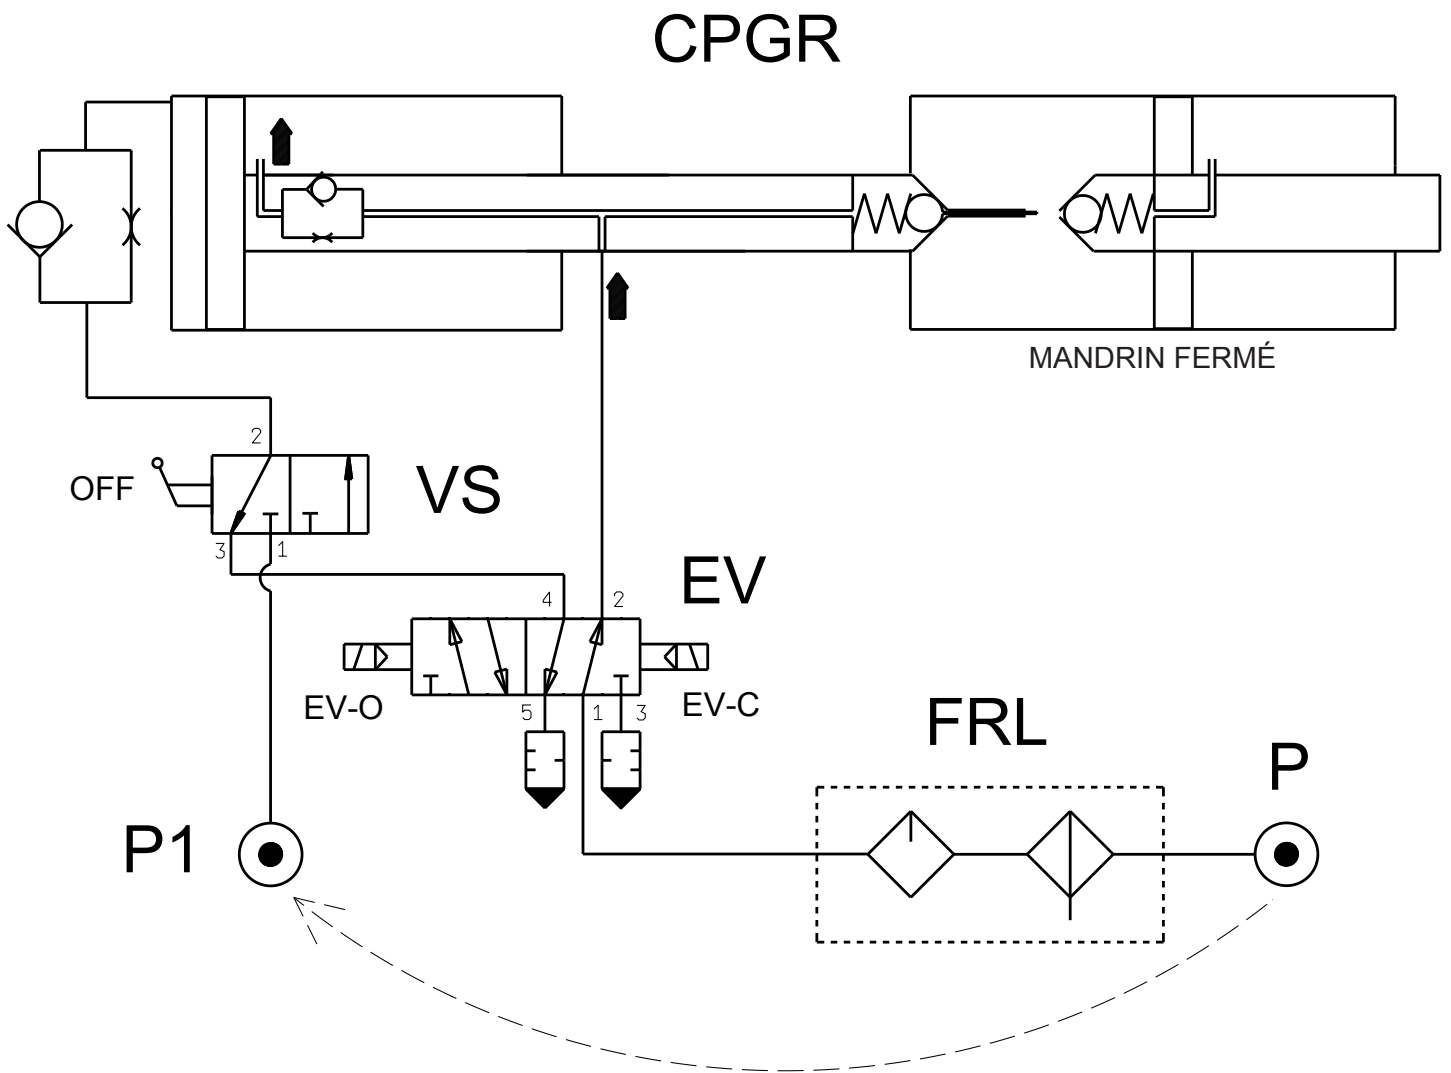 CPGR
MANDRIN FERMÉ
2
OFF
VS
3 1
EV
4 2
EV-O
5 1 3
EV-C
FRL
P
P1